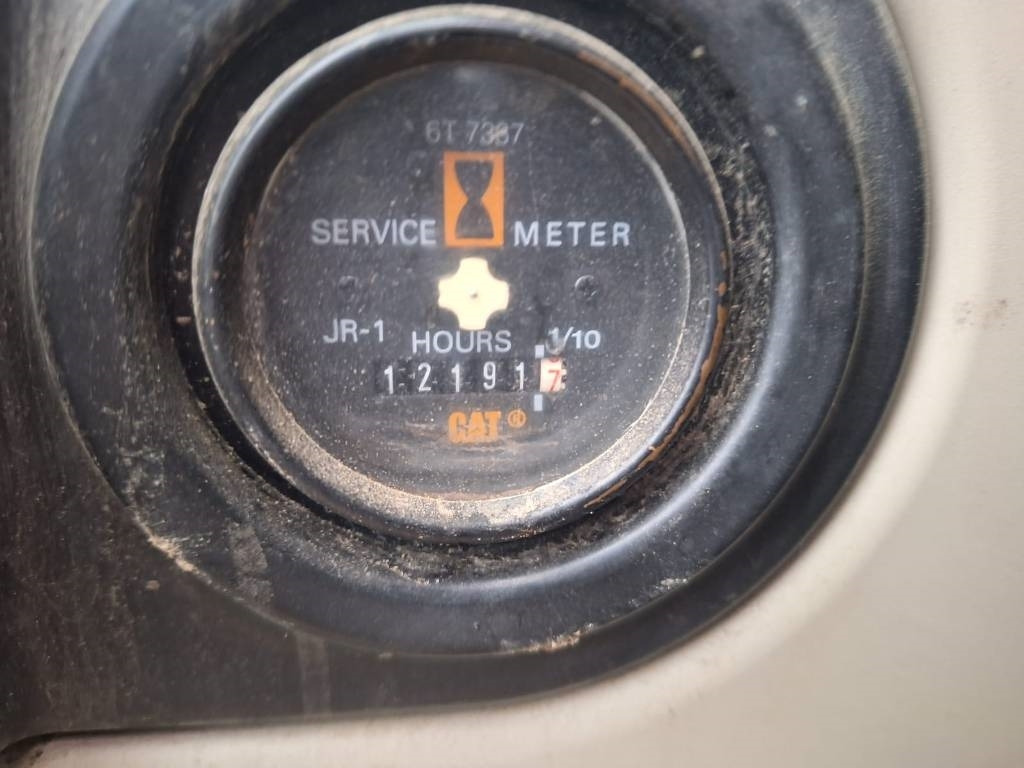 6T 7387
SERVICE METER
JR-1 HOURS 1/10
121917
CAT ®